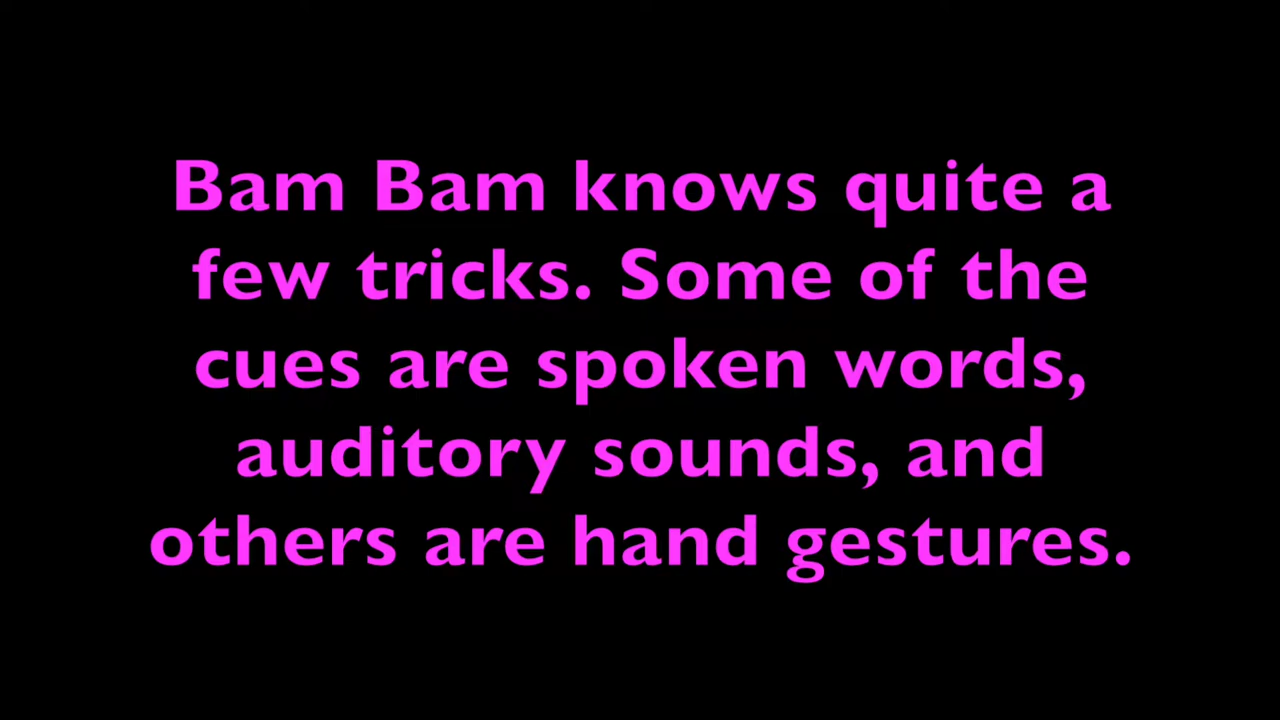 Bam Bam knows quite a
few tricks. Some of the
cues are spoken words,
auditory sounds, and
others are hand gestures.